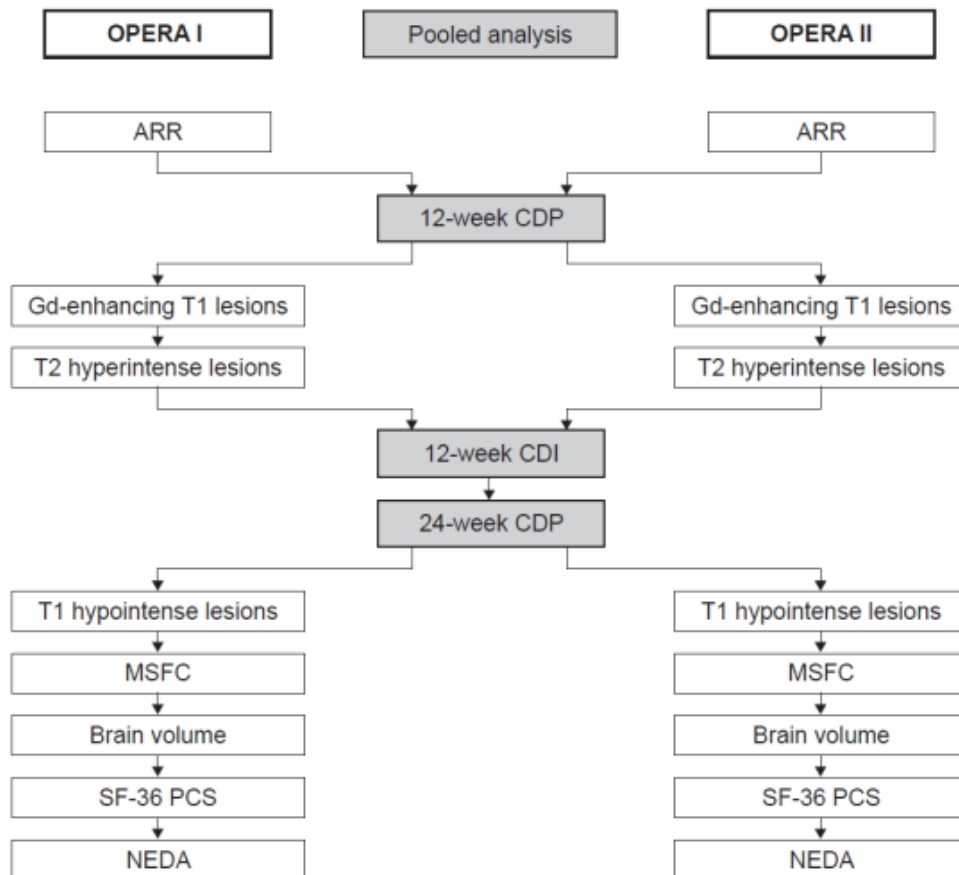 OPERA I
Pooled analysis
OPERA II
ARR
ARR
12-week CDP
Gd-enhancing T1 lesions
Gd-enhancing T1 lesions
T2 hyperintense lesions
T2 hyperintense lesions
12-week CDI
24-week CDP
T1 hypointense lesions
T1 hypointense lesions
MSFC
MSFC
Brain volume
Brain volume
SF-36 PCS
SF-36 PCS
NEDA
NEDA